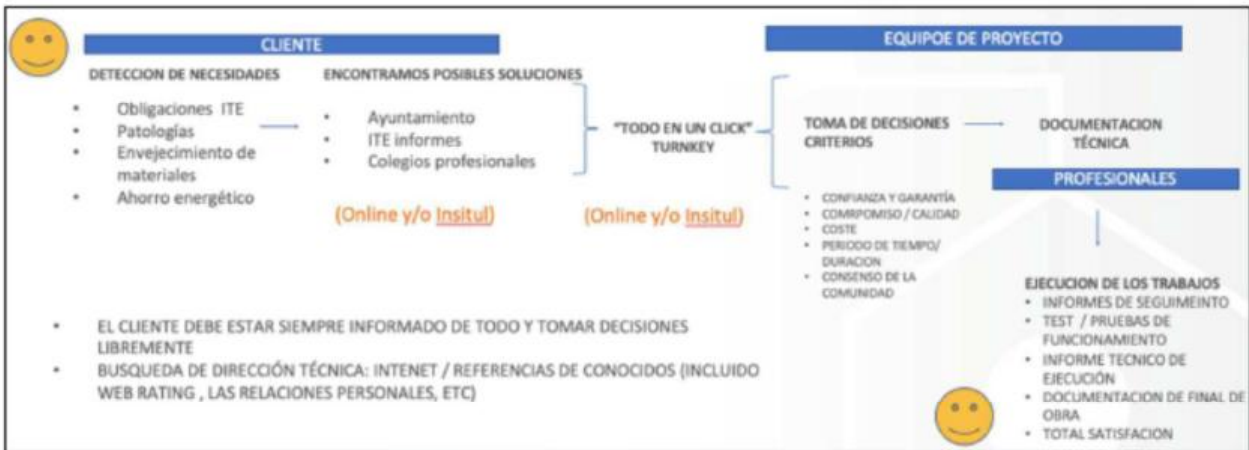 CLIENTE
DETECCION DE NECESIDADES
• Obligaciones ITE
• Patologías
• Envejecimiento de
materiales
• Ahorro energético
ENCONTRAMOS POSIBLES SOLUCIONES
• Ayuntamiento
• ITE informes
• Colegios profesionales
(Online y/o Insitul)
"TODO EN UN CLICK"
TURNKEY
(Online y/o Insitul)
EQUIPOE DE PROYECTO
TOMA DE DECISIONES
CRITERIOS
• CONFIANZA Y GARANTÍA
• COMRPOMISO / CALIDAD
• COSTE
• PERIODO DE TIEMPO/
DURACION
• CONSENSO DE LA
COMUNIDAD
DOCUMENTACION
TÉCNICA
PROFESIONALES
EJECUCION DE LOS TRABAJOS
• INFORMES DE SEGUIMEINTO
• TEST / PRUEBAS DE
FUNCIONAMIENTO
• INFORME TECNICO DE
EJECUCIÓN
• DOCUMENTACION DE FINAL DE
OBRA
• TOTAL SATISFACION
• EL CLIENTE DEBE ESTAR SIEMPRE INFORMADO DE TODO Y TOMAR DECISIONES
LIBREMENTE
• BUSQUEDA DE DIRECCIÓN TÉCNICA: INTENET / REFERENCIAS DE CONOCIDOS (INCLUIDO
WEB RATING , LAS RELACIONES PERSONALES, ETC)